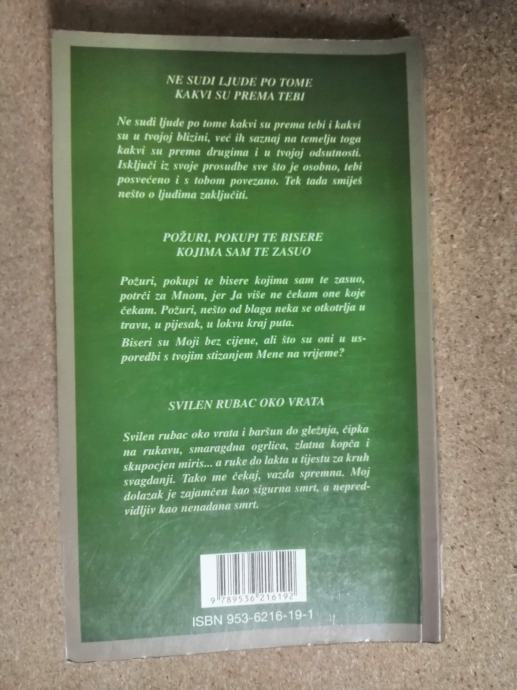 NE SUDI LJUDE PO TOME
KAKVI SU PREMA TEBI
Ne sudi ljude po tome kakvi su prema tebi i kakvi
su u tvojoj blizini, već ih saznaj na temelju toga
kakvi su prema drugima i u tvojoj odsutnosti.
Isključi iz svoje prosudbe sve što je osobno, tebi
posvećeno i s tobom povezano. Tek tada smiješ
nešto o ljudima zaključiti.
POŽURI, POKUPI TE BISERE
KOJIMA SAM TE ZASUO
Požuri, pokupi te bisere kojima sam te zasuo,
potrči za Mnom, jer Ja više ne čekam one koje
čekam. Požuri, nešto od blaga neka se otkotrlja u
travu, u pijesak, u lokvu kraj puta.
Biseri su Moji bez cijene, ali što su oni u us-
poredbi s tvojim stizanjem Mene na vrijeme?
SVILEN RUBAC OKO VRATA
Svilen rubac oko vrata i baršun do gležnja, čipka
na rukavu, smaragdna ogrlica, zlatna kopča i
skupocjen miris... a ruke do lakta u tijestu za kruh
svagdanji. Tako me čekaj, vazda spremna. Moj
dolazak je zajamčen kao sigurna smrt, a nepred-
vidljiv kao nenadana smrt.
9 789536 216192
ISBN 953-6216-19-1